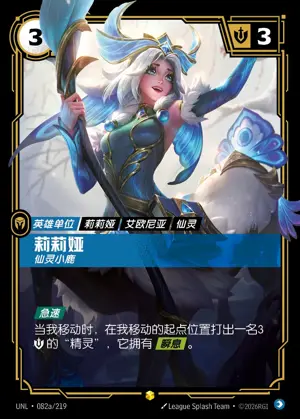 3
3
英雄单位 莉莉娅 艾欧尼亚 仙灵
莉莉娅
仙灵小鹿
急速
当我移动时，在我移动的起点位置打出一名3
的“精灵”，它拥有 瞬息 。
UNL · 082a/219
League Splash Team
©2026RGI